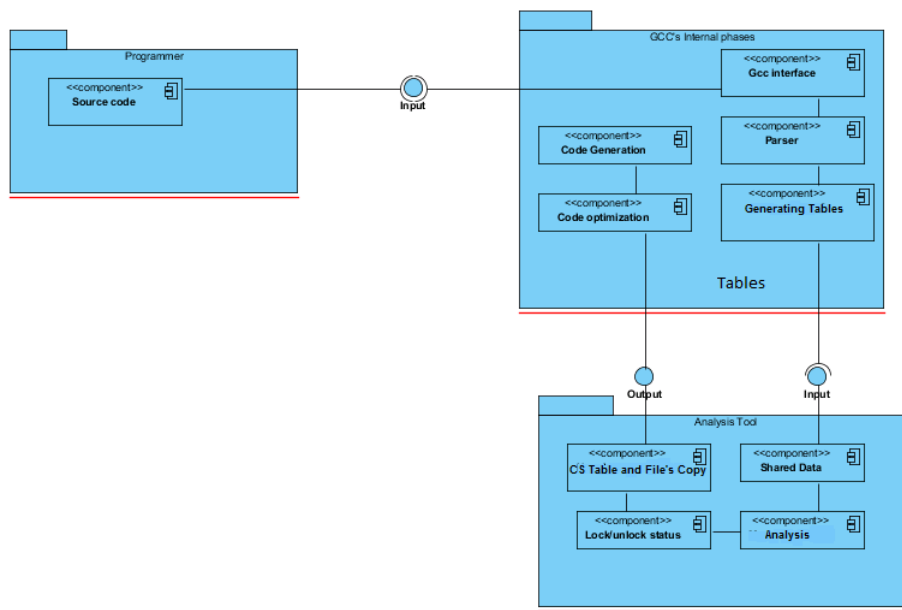 Programmer
<<component>>
Source code
Input
GCC's Internal phases
<<component>>
Gcc interface
<<component>>
Code Generation
<<component>>
Parser
<<component>>
Code optimization
<<component>>
Generating Tables
Tables
Output
Input
Analysis Tool
<<component>>
CS Table and File's Copy
<<component>>
Shared Data
<<component>>
Lock/unlock status
<<component>>
Analysis